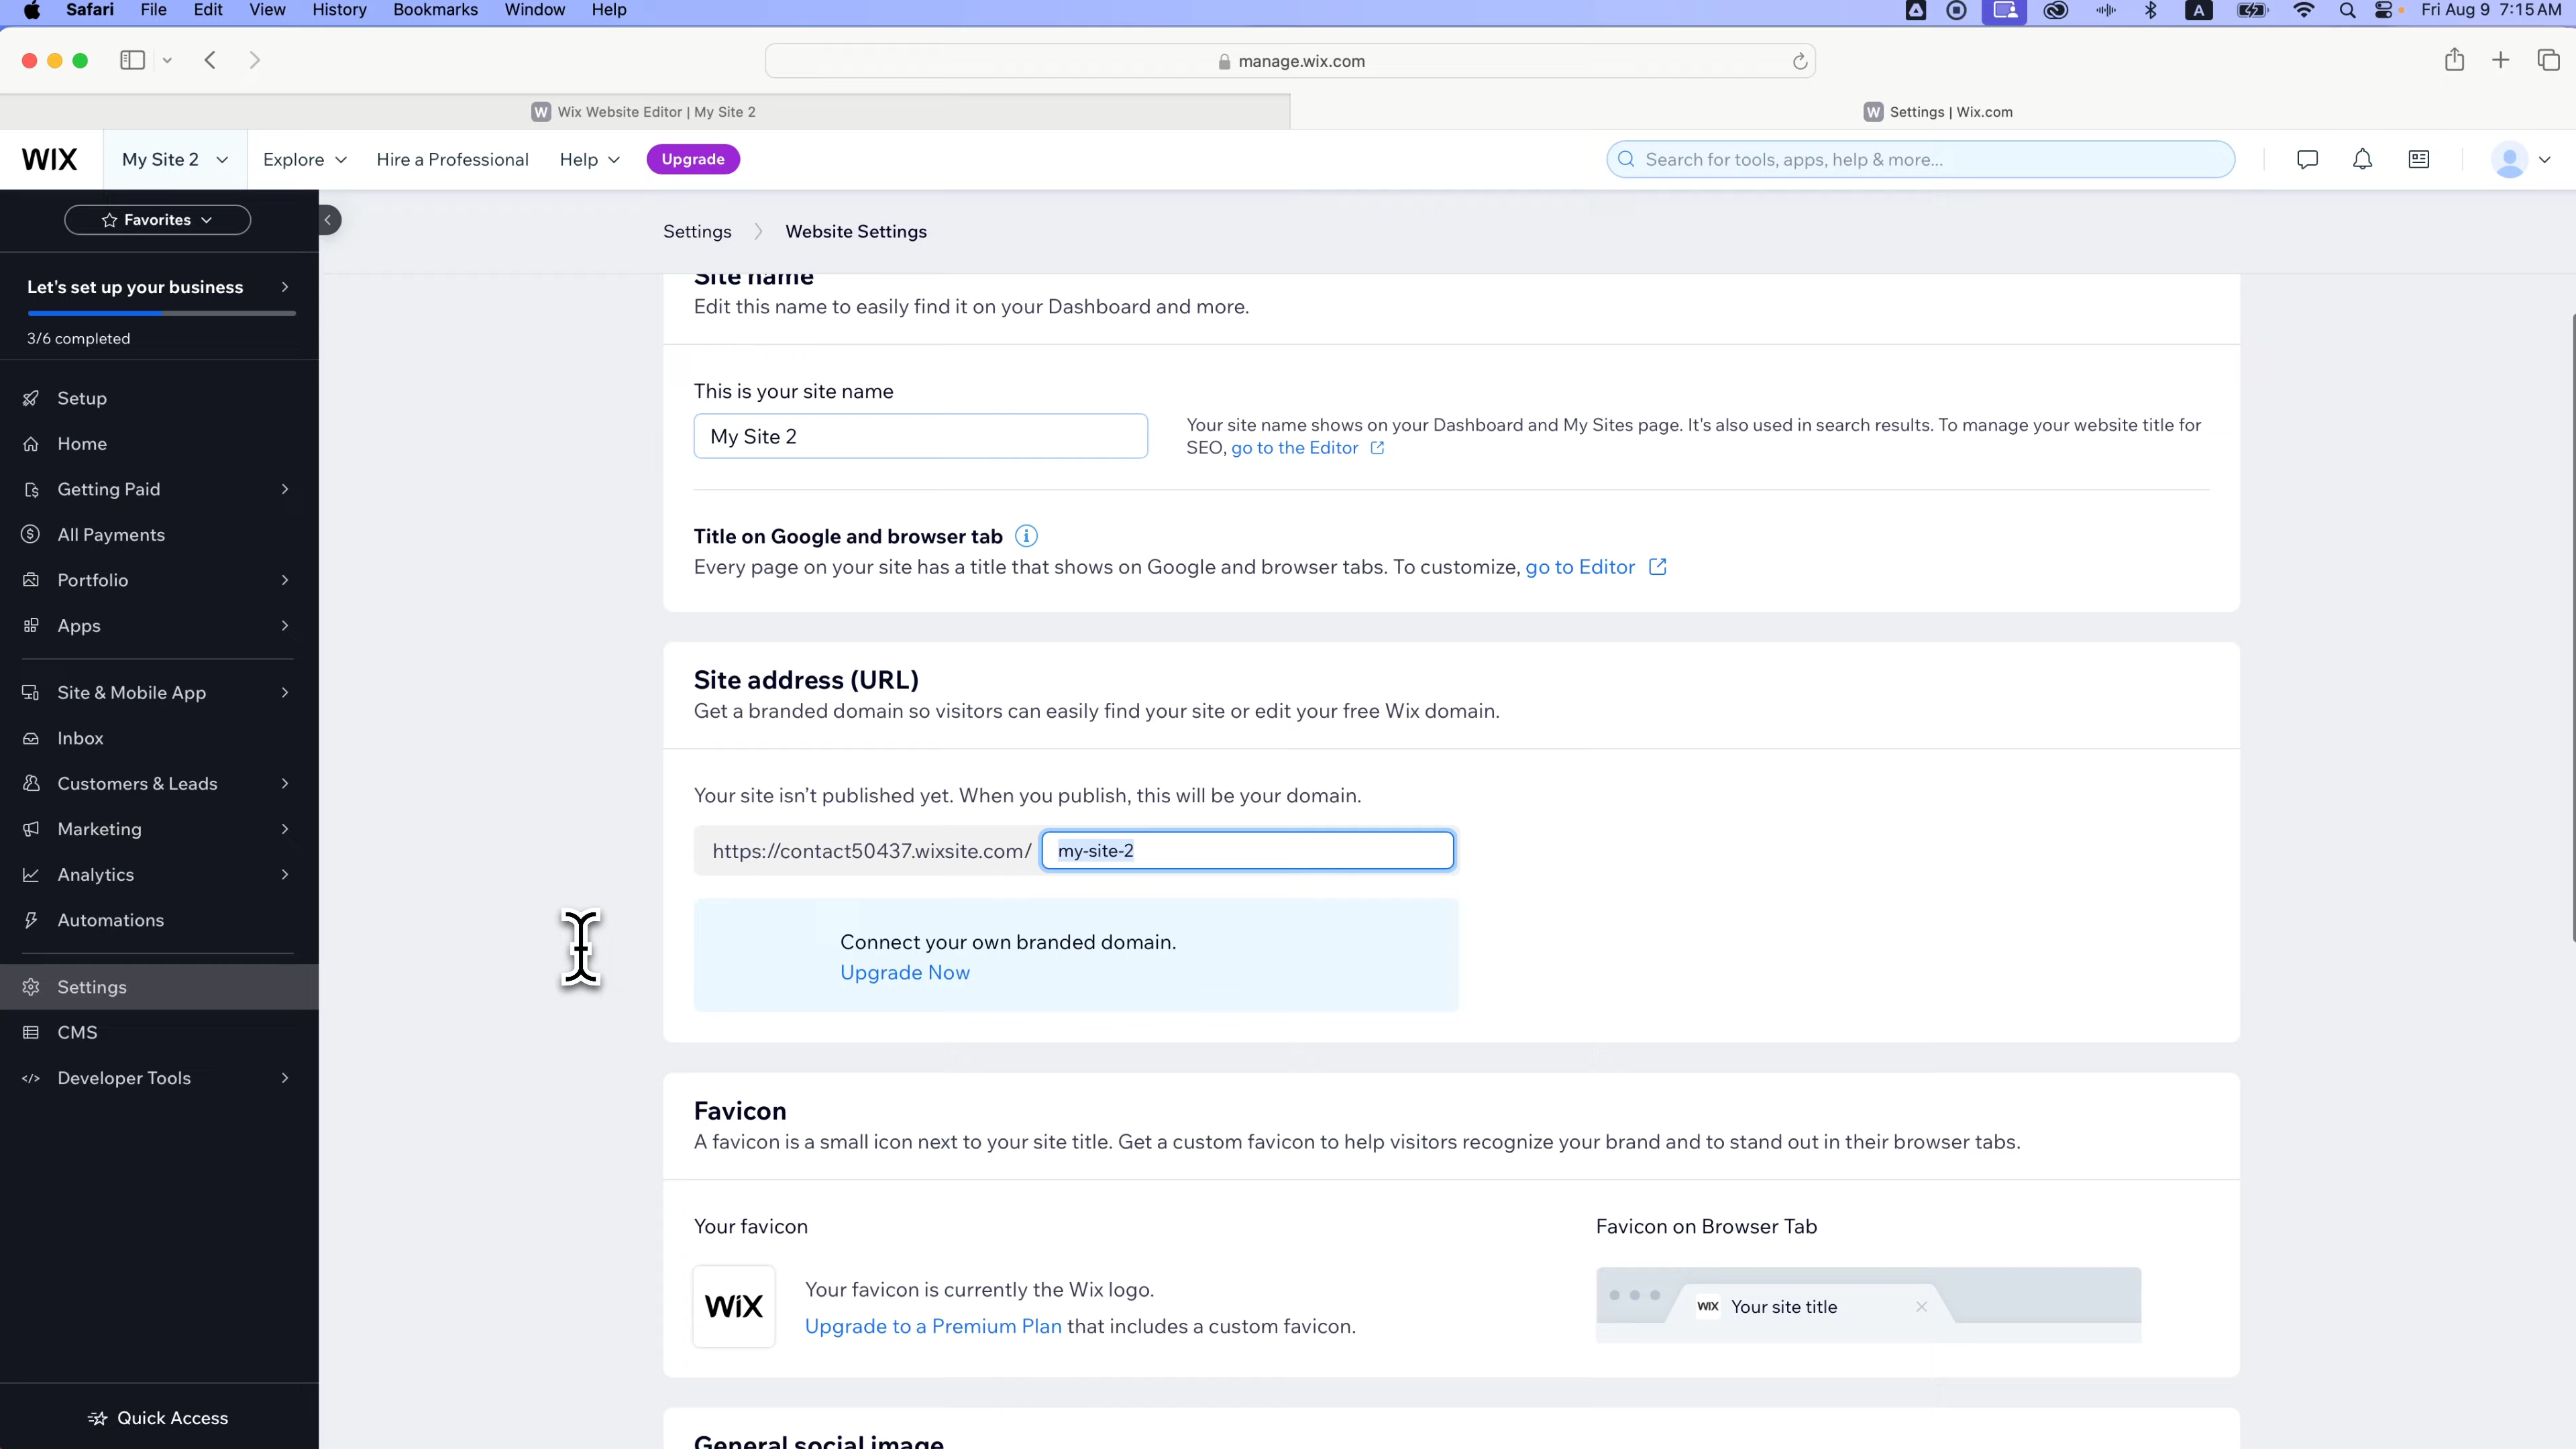 Safari File Edit View History Bookmarks Window Help
A
Fri Aug 9 7:15 AM
manage.wix.com
W Wix Website Editor | My Site 2
W Settings | Wix.com
WIX
My Site 2
Explore
Hire a Professional
Help
Upgrade
Search for tools, apps, help & more...
Favorites
Let's set up your business
3/6 completed
Setup
Home
Getting Paid
All Payments
Portfolio
Apps
Site & Mobile App
Inbox
Customers & Leads
Marketing
Analytics
Automations
Settings
CMS
Developer Tools
Quick Access
Settings
Website Settings
Site name
Edit this name to easily find it on your Dashboard and more.
This is your site name
My Site 2
Your site name shows on your Dashboard and My Sites page. It's also used in search results. To manage your website title for
SEO, go to the Editor
Title on Google and browser tab
Every page on your site has a title that shows on Google and browser tabs. To customize, go to Editor
Site address (URL)
Get a branded domain so visitors can easily find your site or edit your free Wix domain.
Your site isn’t published yet. When you publish, this will be your domain.
https://contact50437.wixsite.com/ my-site-2
Connect your own branded domain.
Upgrade Now
Favicon
A favicon is a small icon next to your site title. Get a custom favicon to help visitors recognize your brand and to stand out in their browser tabs.
Your favicon
WiX
Your favicon is currently the Wix logo.
Upgrade to a Premium Plan that includes a custom favicon.
Favicon on Browser Tab
WIX Your site title
General social image